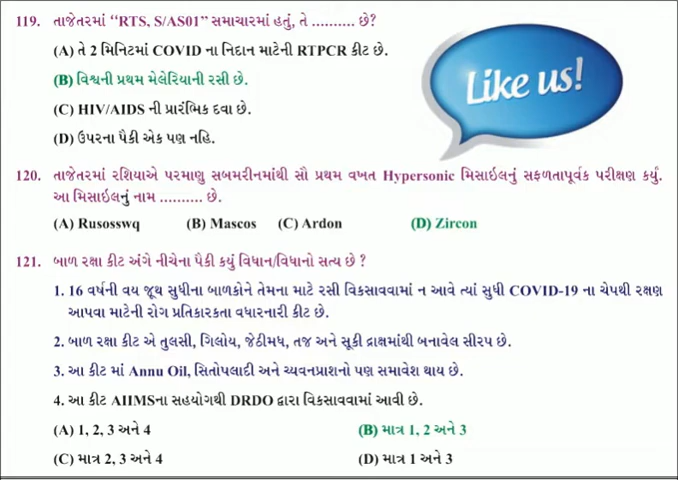 119. તાજેતરમાં “RTS, S/AS01” સમાચારમાં હતું, તે .......... છે?
(A) તે 2 મિનિટમાં COVID ના નિદાન માટેની RTPCR કીટ છે.
(B) વિશ્વની પ્રથમ મેલેરિયાની રસી છે.
(C) HIV/AIDS ની પ્રારંભિક દવા છે.
(D) ઉપરના પૈકી એક પણ નહિ.
Like us!
120. તાજેતરમાં રશિયાએ પરમાણુ સબમરીનમાંથી સૌ પ્રથમ વખત Hypersonic મિસાઇલનું સફળતાપૂર્વક પરીક્ષણ કર્યું.
આ મિસાઇલનું નામ .......... છે.
(A) Rusosswq (B) Mascos (C) Ardon (D) Zircon
121. બાળ રક્ષા કીટ અંગે નીચેના પૈકી કયું વિધાન/વિધાનો સત્ય છે ?
1. 16 વર્ષની વય જૂથ સુધીના બાળકોને તેમના માટે રસી વિકસાવવામાં ન આવે ત્યાં સુધી COVID-19 ના ચેપથી રક્ષણ
આપવા માટેની રોગ પ્રતિકારકતા વધારનારી કીટ છે.
2. બાળ રક્ષા કીટ એ તુલસી, ગિલોય, જેઠીમધ, તજ અને સૂકી દ્રાક્ષમાંથી બનાવેલ સીરપ છે.
3. આ કીટ માં Annu Oil, સિતોપલાદી અને ચ્યવનપ્રાશનો પણ સમાવેશ થાય છે.
4. આ કીટ AIIMSના સહયોગથી DRDO દ્વારા વિકસાવવામાં આવી છે.
(A) 1, 2, 3 અને 4 (B) માત્ર 1, 2 અને 3
(C) માત્ર 2, 3 અને 4 (D) માત્ર 1 અને 3